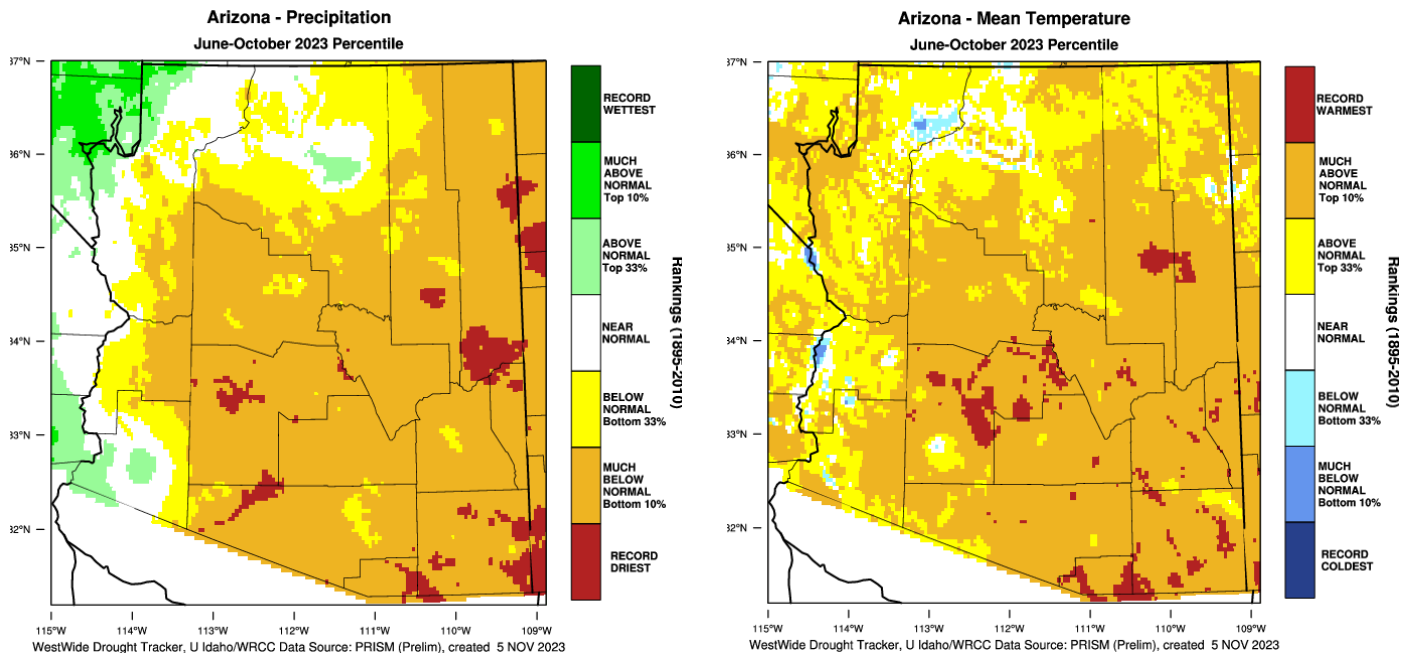 Arizona - Precipitation
June-October 2023 Percentile
37°N
36°N
35°N
34°N
33°N
32°N
115°W 114°W 113°W 112°W 111°W 110°W 109°W
RECORD
WETTEST
MUCH
ABOVE
NORMAL
Top 10%
ABOVE
NORMAL
Top 33%
NEAR
NORMAL
BELOW
NORMAL
Bottom 33%
MUCH
BELOW
NORMAL
Bottom 10%
RECORD
DRIEST
Rankings (1895-2010)
WestWide Drought Tracker, U Idaho/WRCC Data Source: PRISM (Prelim), created 5 NOV 2023
Arizona - Mean Temperature
June-October 2023 Percentile
37°N
36°N
35°N
34°N
33°N
32°N
115°W 114°W 113°W 112°W 111°W 110°W 109°W
RECORD
WARMEST
MUCH
ABOVE
NORMAL
Top 10%
ABOVE
NORMAL
Top 33%
NEAR
NORMAL
BELOW
NORMAL
Bottom 33%
MUCH
BELOW
NORMAL
Bottom 10%
RECORD
COLDEST
Rankings (1895-2010)
WestWide Drought Tracker, U Idaho/WRCC Data Source: PRISM (Prelim), created 5 NOV 2023